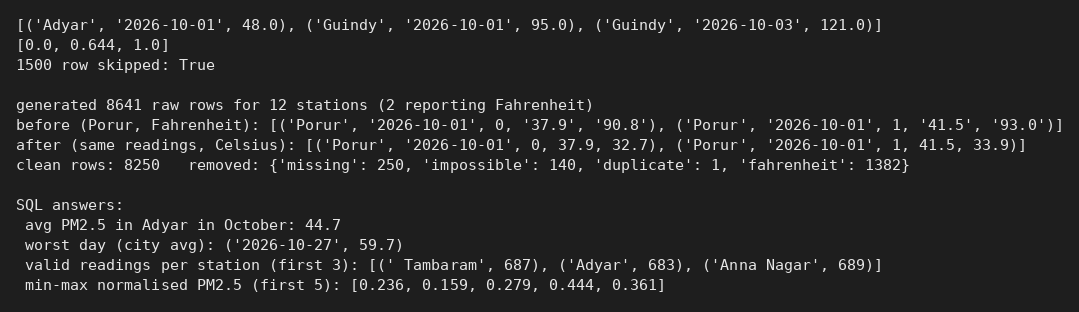 [('Adyar', '2026-10-01', 48.0), ('Guindy', '2026-10-01', 95.0), ('Guindy', '2026-10-03', 121.0)]
[0.0, 0.644, 1.0]
1500 row skipped: True

generated 8641 raw rows for 12 stations (2 reporting Fahrenheit)
before (Porur, Fahrenheit): [('Porur', '2026-10-01', 0, '37.9', '90.8'), ('Porur', '2026-10-01', 1, '41.5', '93.0')]
after (same readings, Celsius): [('Porur', '2026-10-01', 0, 37.9, 32.7), ('Porur', '2026-10-01', 1, 41.5, 33.9)]
clean rows: 8250   removed: {'missing': 250, 'impossible': 140, 'duplicate': 1, 'fahrenheit': 1382}

SQL answers:
 avg PM2.5 in Adyar in October: 44.7
 worst day (city avg): ('2026-10-27', 59.7)
 valid readings per station (first 3): [(' Tambaram', 687), ('Adyar', 683), ('Anna Nagar', 689)]
 min-max normalised PM2.5 (first 5): [0.236, 0.159, 0.279, 0.444, 0.361]